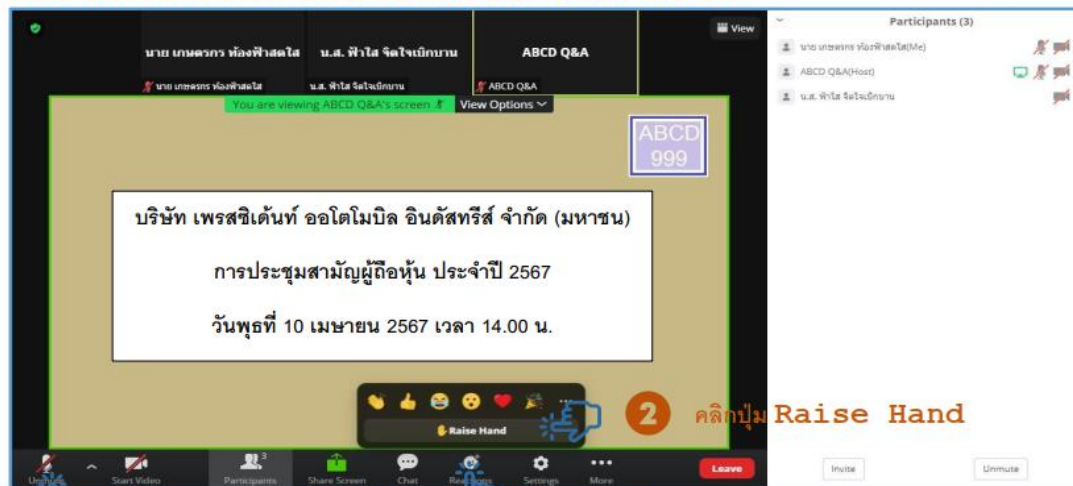 View
Participants (3)
นาย เกษตรกร ท้องฟ้าสดใส
น.ส. ฟ้าใส จิตใจเบิกบาน
ABCD Q&A
นาย เกษตรกร ท้องฟ้าสดใส
น.ส. ฟ้าใส จิตใจเบิกบาน
ABCD Q&A
นาย เกษตรกร ท้องฟ้าสดใส(Me)
ABCD Q&A(Host)
น.ส. ฟ้าใส จิตใจเบิกบาน
You are viewing ABCD Q&A's screen
View Options
ABCD
999
บริษัท เพรสซิเด้นท์ ออโตโมบิล อินดัสทรีส์ จำกัด (มหาชน)
การประชุมสามัญผู้ถือหุ้น ประจำปี 2567
วันพุธที่ 10 เมษายน 2567 เวลา 14.00 น.
Raise Hand
2 คลิกปุ่ม Raise Hand
Unmute
Start Video
Participants
3
Share Screen
Chat
Reactions
Settings
More
Leave
Invite
Unmute